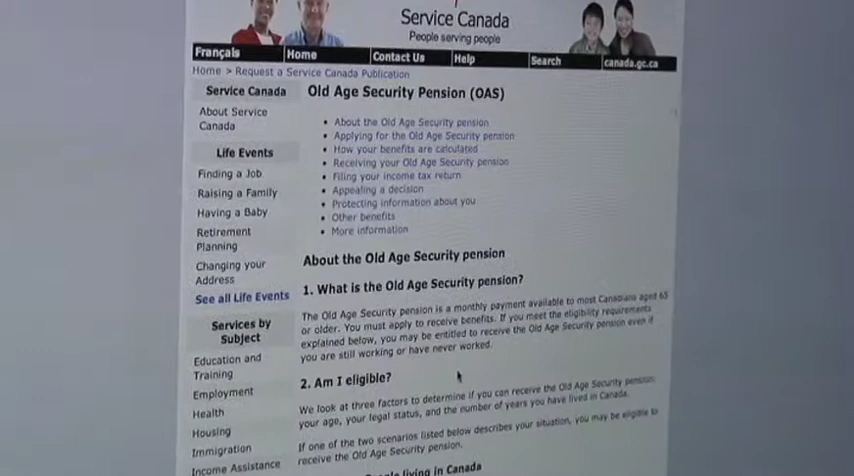 Service Canada
People serving people
Français Home Contact Us Help Search canada.gc.ca
Home > Request a Service Canada Publication
Service Canada
About Service
Canada
Life Events
Finding a Job
Raising a Family
Having a Baby
Retirement
Planning
Changing your
Address
See all Life Events
Services by
Subject
Education and
Training
Employment
Health
Housing
Immigration
Income Assistance
Old Age Security Pension (OAS)
• About the Old Age Security pension
• Applying for the Old Age Security pension
• How your benefits are calculated
• Receiving your Old Age Security pension
• Filing your income tax return
• Appealing a decision
• Protecting information about you
• Other benefits
• More information
About the Old Age Security pension
1. What is the Old Age Security pension?
The Old Age Security pension is a monthly payment available to most Canadians aged 65
or older. You must apply to receive benefits. If you meet the eligibility requirements
explained below, you may be entitled to receive the Old Age Security pension even if
you are still working or have never worked.
2. Am I eligible?
We look at three factors to determine if you can receive the Old Age Security pension:
your age, your legal status, and the number of years you have lived in Canada.
If one of the two scenarios listed below describes your situation, you may be eligible to
receive the Old Age Security pension.
living in Canada